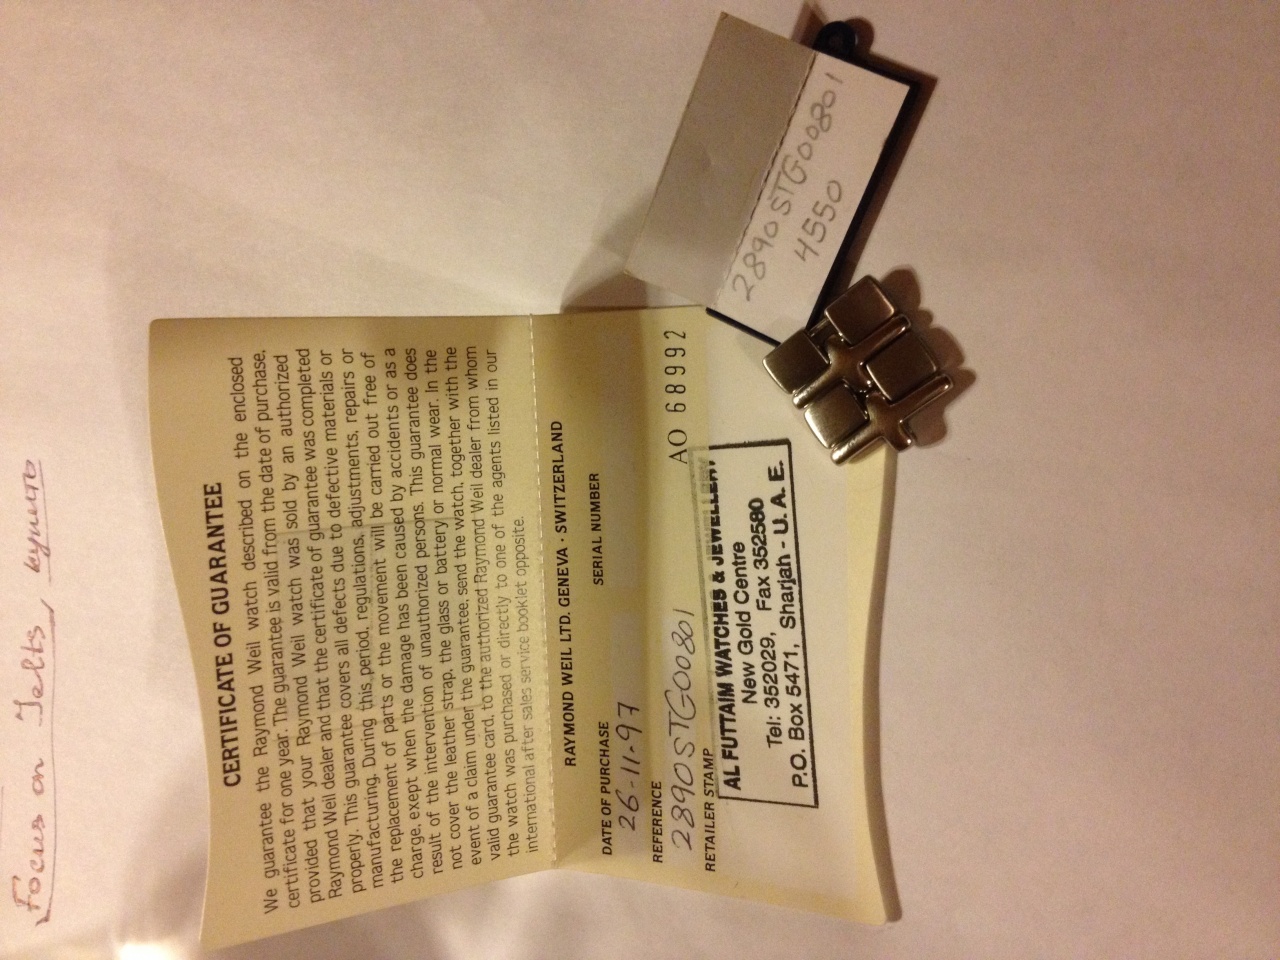 Focus on Ielts
CERTIFICATE OF GUARANTEE
We guarantee the Raymond Weil watch described on the enclosed
certificate for one year. The guarantee is valid from the date of purchase,
provided that your Raymond Weil watch was sold by an authorized
Raymond Weil dealer and that the certificate of guarantee was completed
properly. This guarantee covers all defects due to defective materials or
manufacturing. During this period, regulations, adjustments, repairs or
the replacement of parts or the movement will be carried out free of
charge, exept when the damage has been caused by accidents or as a
result of the intervention of unauthorized persons. This guarantee does
not cover the leather strap, the glass or battery or normal wear. In the
event of a claim under the guarantee, send the watch, together with the
valid guarantee card, to the authorized Raymond Weil dealer from whom
the watch was purchased or directly to one of the agents listed in our
international after sales service booklet opposite.
RAYMOND WEIL LTD. GENEVA · SWITZERLAND
DATE OF PURCHASE
SERIAL NUMBER
26-11-97
REFERENCE
2890STG00801
AO 68992
RETAILER STAMP
AL FUTTAIM WATCHES & JEWELLERY
New Gold Centre
Tel: 352029, Fax 352580
P.O. Box 5471, Sharjah - U. A. E.
2890STG00801
4550